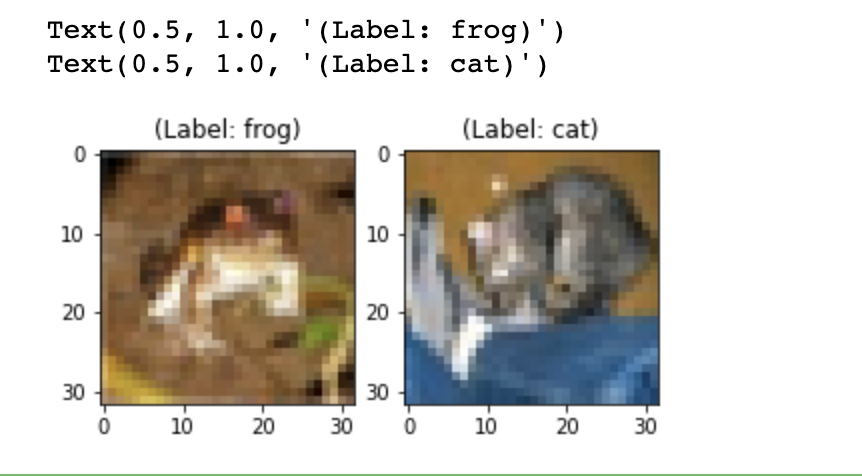 Text(0.5, 1.0, '(Label: frog)')
Text(0.5, 1.0, '(Label: cat)')
(Label: frog) (Label: cat)
0 0
10 10
20 20
30 30
0 10 20 30 0 10 20 30